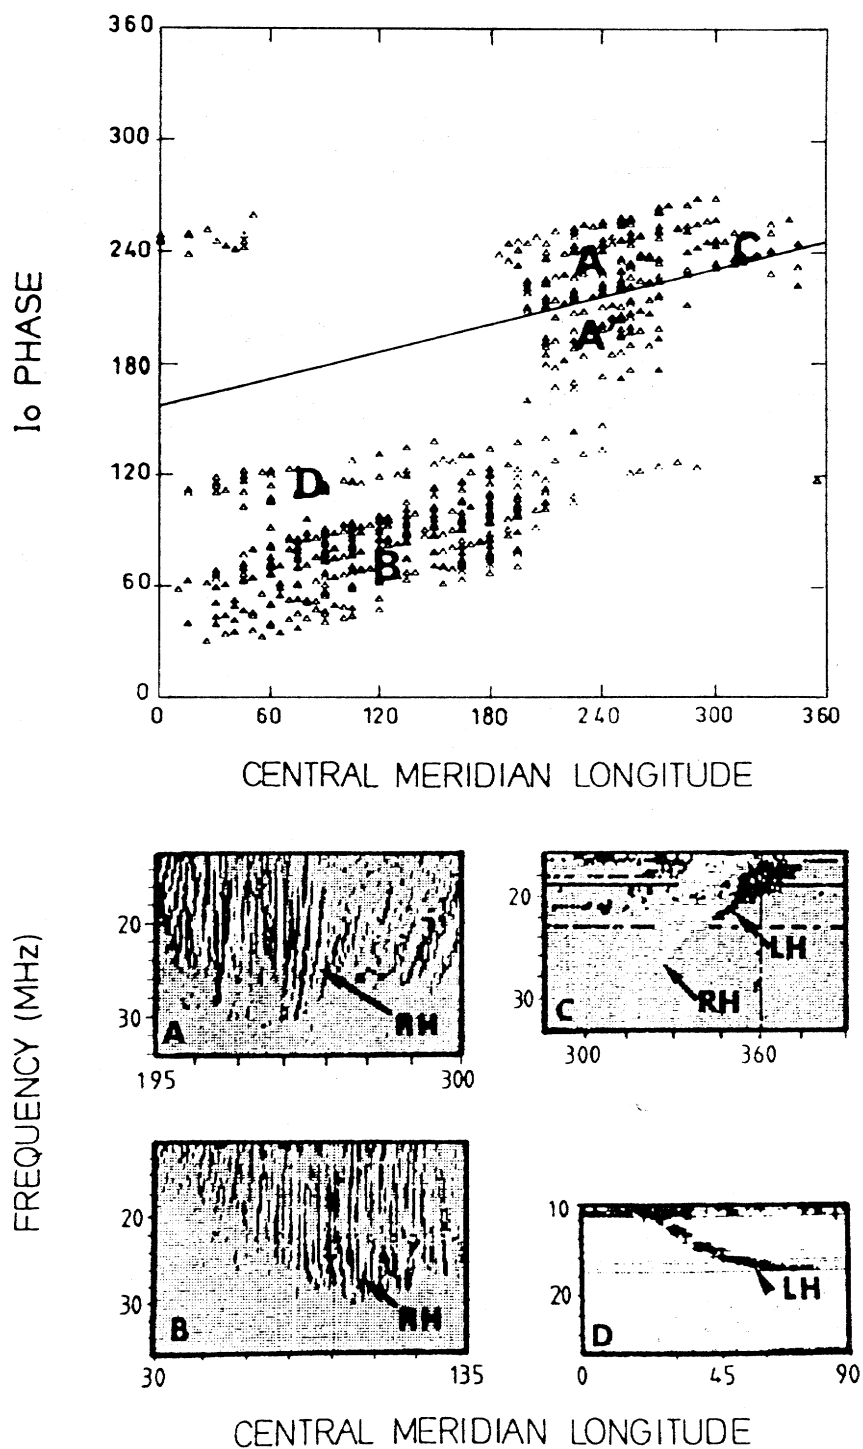 360
300
240
180
120
60
0
Io PHASE
A
C
A'
D
B
0 60 120 180 240 300 360
CENTRAL MERIDIAN LONGITUDE
FREQUENCY (MHz)
20
30
A
RH
195 300
20
30
C
LH
RH
300 360
20
30
B
RH
30 135
10
20
D
LH
0 45 90
CENTRAL MERIDIAN LONGITUDE